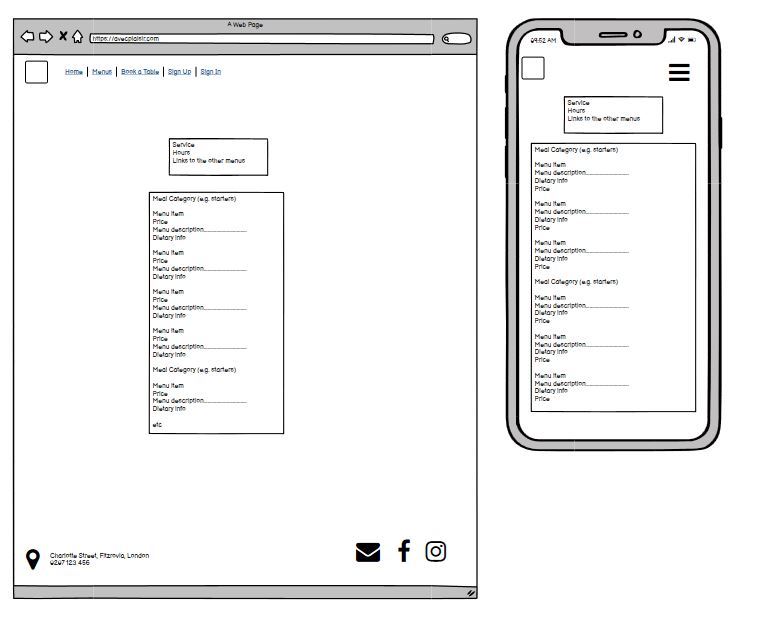 A Web Page
https://avecplaisir.com
Home | Menus | Book a Table | Sign Up | Sign In
Service
Hours
Links to the other menus
Meal Category (e.g. starters)
Menu Item
Price
Menu description
Dietary Info
Menu Item
Price
Menu description
Dietary Info
Menu Item
Price
Menu description
Dietary Info
Menu Item
Price
Menu description
Dietary Info
Meal Category (e.g. starters)
Menu Item
Price
Menu description
Dietary Info
etc
Charlotte Street, Fitzrovia, London
0207 123 456
09:52 AM
Service
Hours
Links to the other menus
Meal Category (e.g. starters)
Menu Item
Menu description
Dietary Info
Price
Menu Item
Menu description
Dietary Info
Price
Menu Item
Menu description
Dietary Info
Price
Meal Category (e.g. starters)
Menu Item
Menu description
Dietary Info
Price
Menu Item
Menu description
Dietary Info
Price
Menu Item
Menu description
Dietary Info
Price